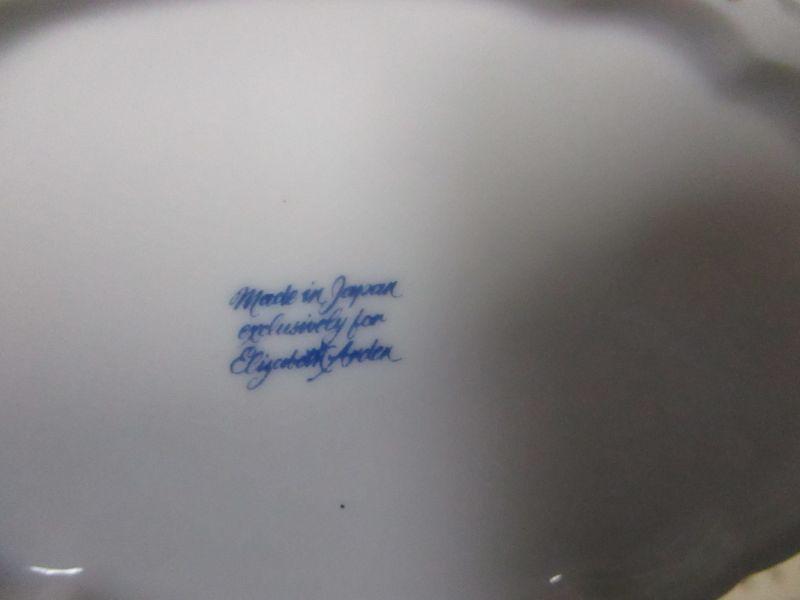 Made in Japan
exclusively for
Elizabeth Arden